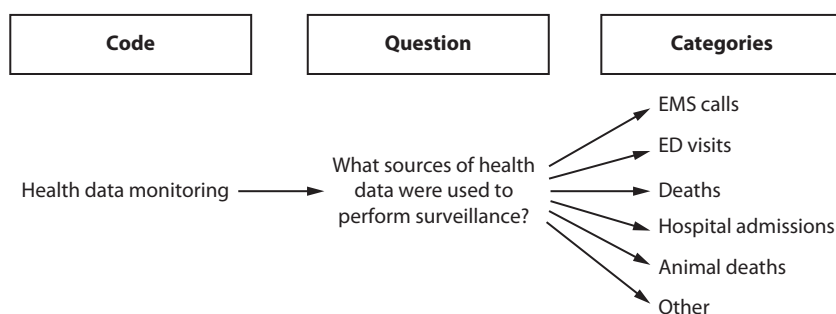 Code
Question
Categories
Health data monitoring
What sources of health
data were used to
perform surveillance?
EMS calls
ED visits
Deaths
Hospital admissions
Animal deaths
Other